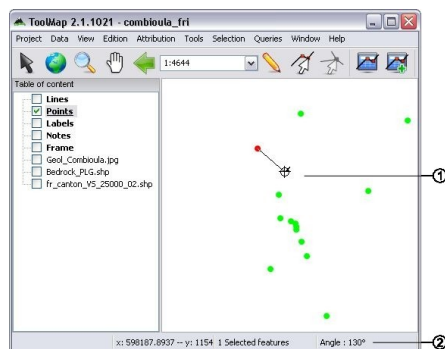 ToolMap 2.1.1021 - combioula_fri
Project Data View Edition Attribution Tools Selection Queries Window Help
1:4644
Table of content
Lines
Points
Labels
Notes
Frame
Geol_Combioula.jpg
Bedrock_PLG.shp
fr_canton_VS_25000_02.shp
1
x: 598187.8937 -- y: 1154 1 Selected features Angle : 130°
2